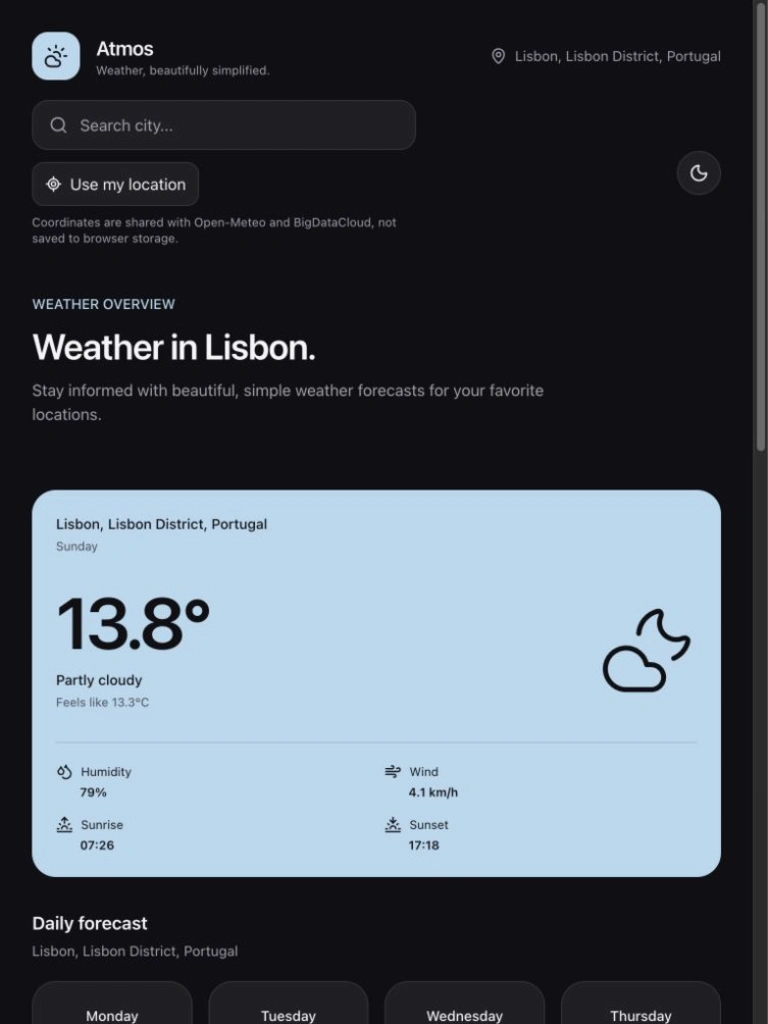 Atmos
Weather, beautifully simplified.
Lisbon, Lisbon District, Portugal
Search city...
Use my location
Coordinates are shared with Open-Meteo and BigDataCloud, not
saved to browser storage.
WEATHER OVERVIEW
Weather in Lisbon.
Stay informed with beautiful, simple weather forecasts for your favorite
locations.
Lisbon, Lisbon District, Portugal
Sunday
13.8°
Partly cloudy
Feels like 13.3°C
Humidity
79%
Wind
4.1 km/h
Sunrise
07:26
Sunset
17:18
Daily forecast
Lisbon, Lisbon District, Portugal
Monday
Tuesday
Wednesday
Thursday